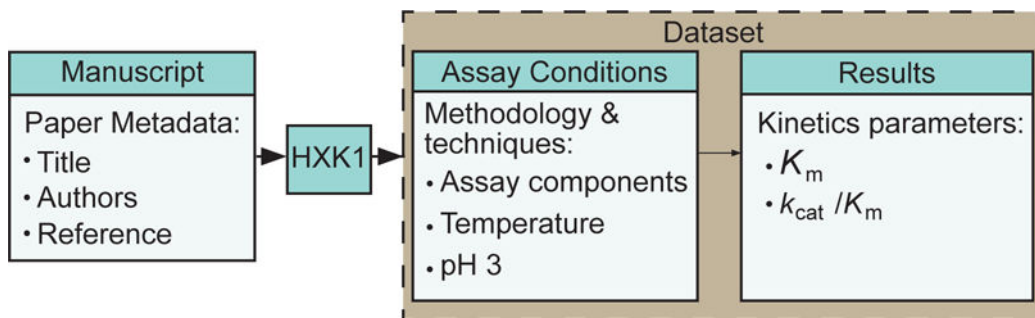 Dataset
Manuscript
Paper Metadata:
• Title
• Authors
• Reference
HXK1
Assay Conditions
Methodology &
techniques:
• Assay components
• Temperature
• pH 3
Results
Kinetics parameters:
• Km
• kcat /Km